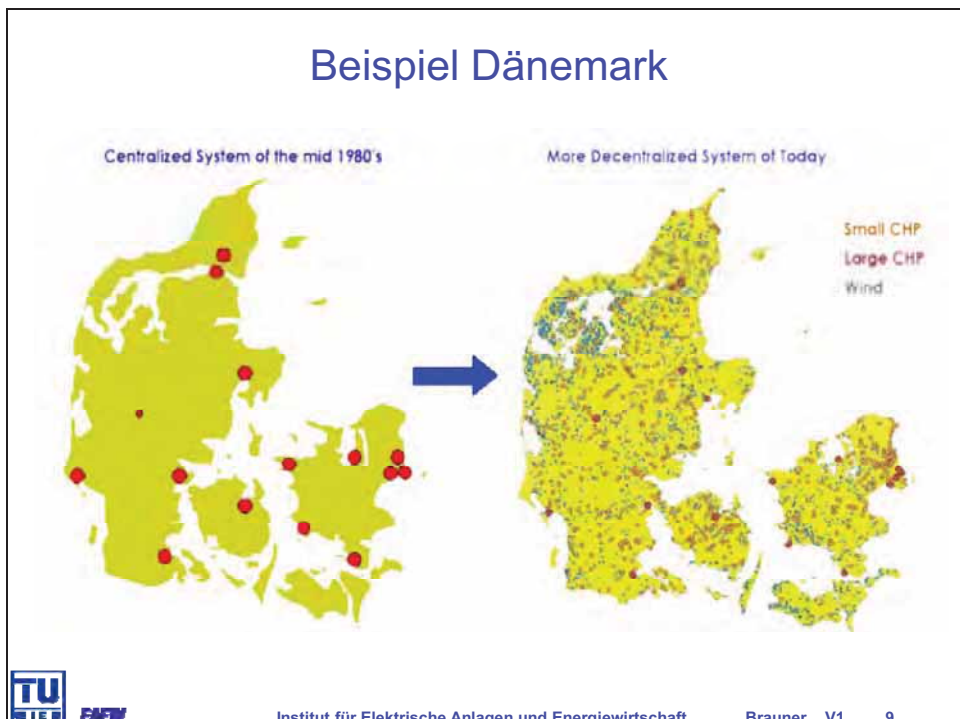 Beispiel Dänemark
Centralized System of the mid 1980's
More Decentralized System of Today
Small CHP
Large CHP
Wind
TU
Institut für Elektrische Anlagen und Energiewirtschaft Brauner V1 9